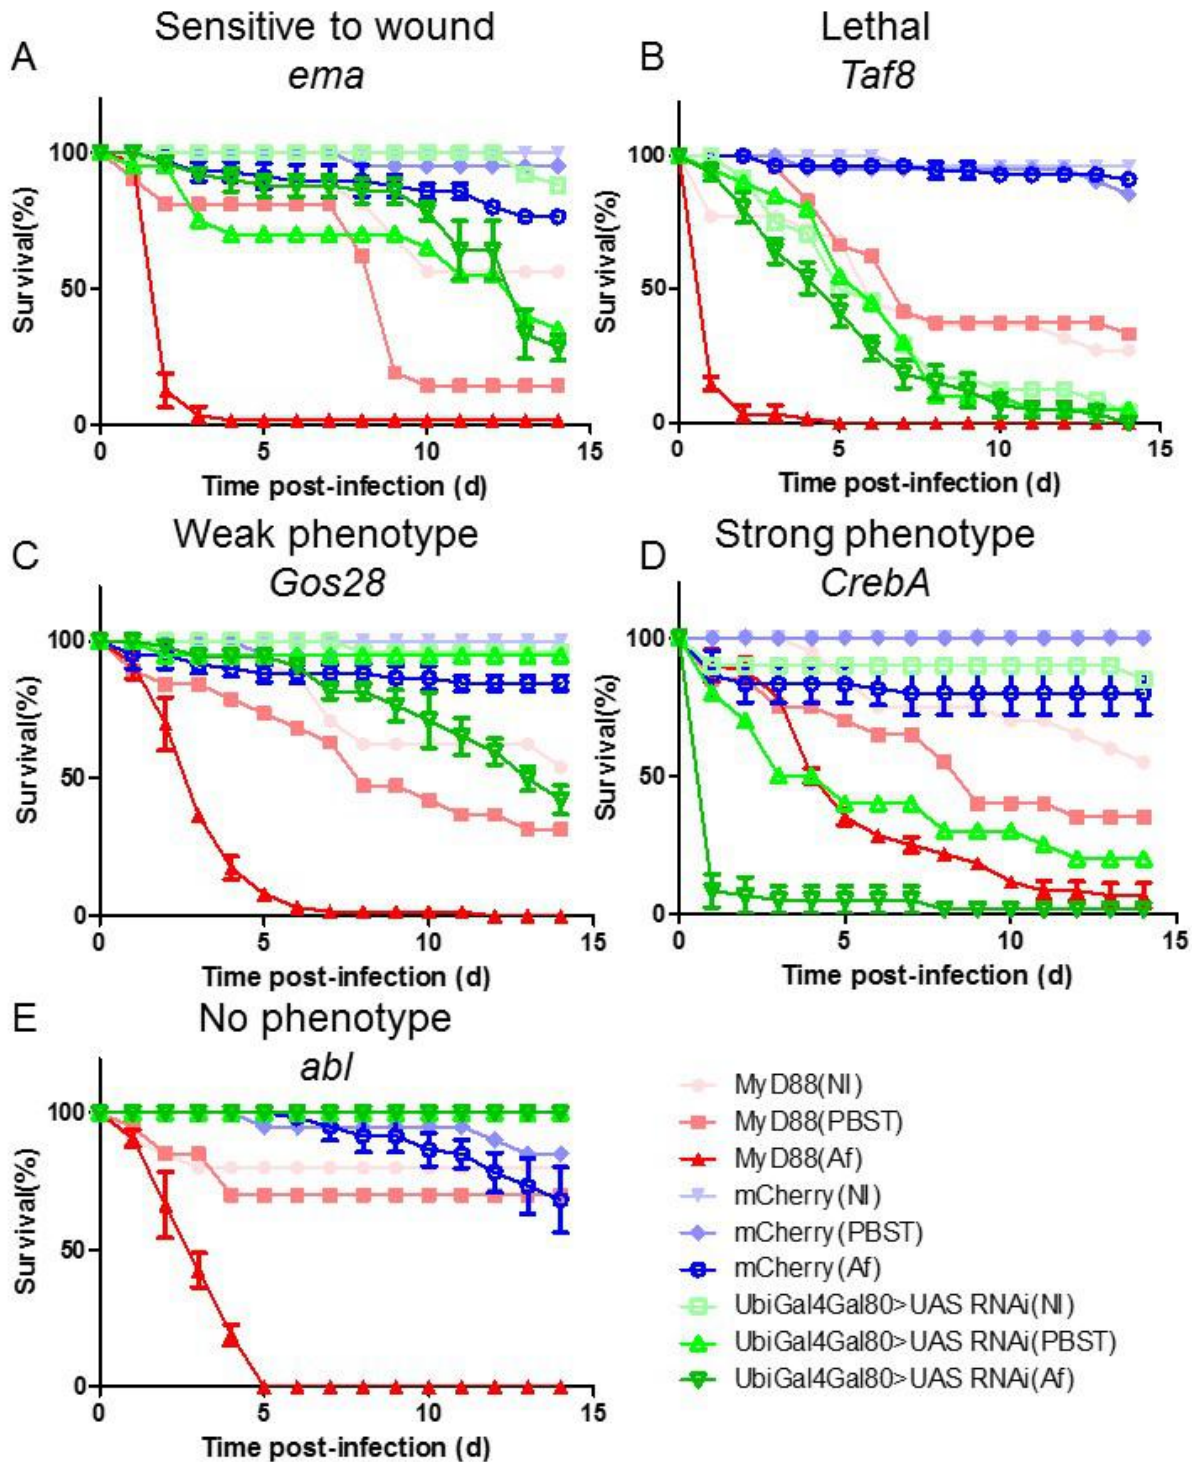 A
Sensitive to wound
ema
Survival(%)
100
50
0
0 5 10 15
Time post-infection (d)
B
Lethal
Taf8
Survival(%)
100
50
0
0 5 10 15
Time post-infection (d)
C
Weak phenotype
Gos28
Survival(%)
100
50
0
0 5 10 15
Time post-infection (d)
D
Strong phenotype
CrebA
Survival(%)
100
50
0
0 5 10 15
Time post-infection (d)
E
No phenotype
abl
Survival(%)
100
50
0
0 5 10 15
Time post-infection (d)
MyD88(NI)
MyD88(PBST)
MyD88(Af)
mCherry(NI)
mCherry(PBST)
mCherry(Af)
UbiGal4Gal80>UAS RNAi(NI)
UbiGal4Gal80>UAS RNAi(PBST)
UbiGal4Gal80>UAS RNAi(Af)